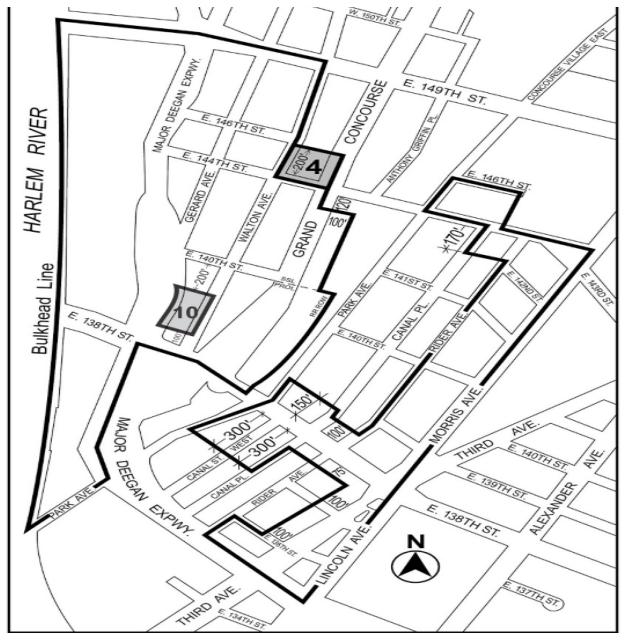 W. 150TH ST.
CONCOURSE VILLAGE EAST
E. 149TH ST.
CONCOURSE
MAJOR DEEGAN EXPWY.
E. 146TH ST.
ANTHONY GRIFFIN PL.
HARLEM RIVER
E. 144TH ST.
200'
4
E. 146TH ST.
GERARD AVE.
WALTON AVE.
GRAND
120'
100'
170'
E. 140TH ST.
200'
PARK AVE.
E. 141ST ST.
CANAL PL.
RIDER AVE.
E. 142ND ST.
E. 143RD ST.
10
100'
Bulkhead Line
E. 138TH ST.
E. 140TH ST.
MORRIS AVE.
150'
300'
300'
100'
CANAL ST. WEST
CANAL PL.
RIDER AVE.
100'
100'
THIRD AVE.
E. 140TH ST.
E. 139TH ST.
E. 138TH ST.
ALEXANDER AVE.
MAJOR DEEGAN EXPWY.
PARK AVE.
LINCOLN AVE.
N
E. 137TH ST.
THIRD AVE.
E. 134TH ST.